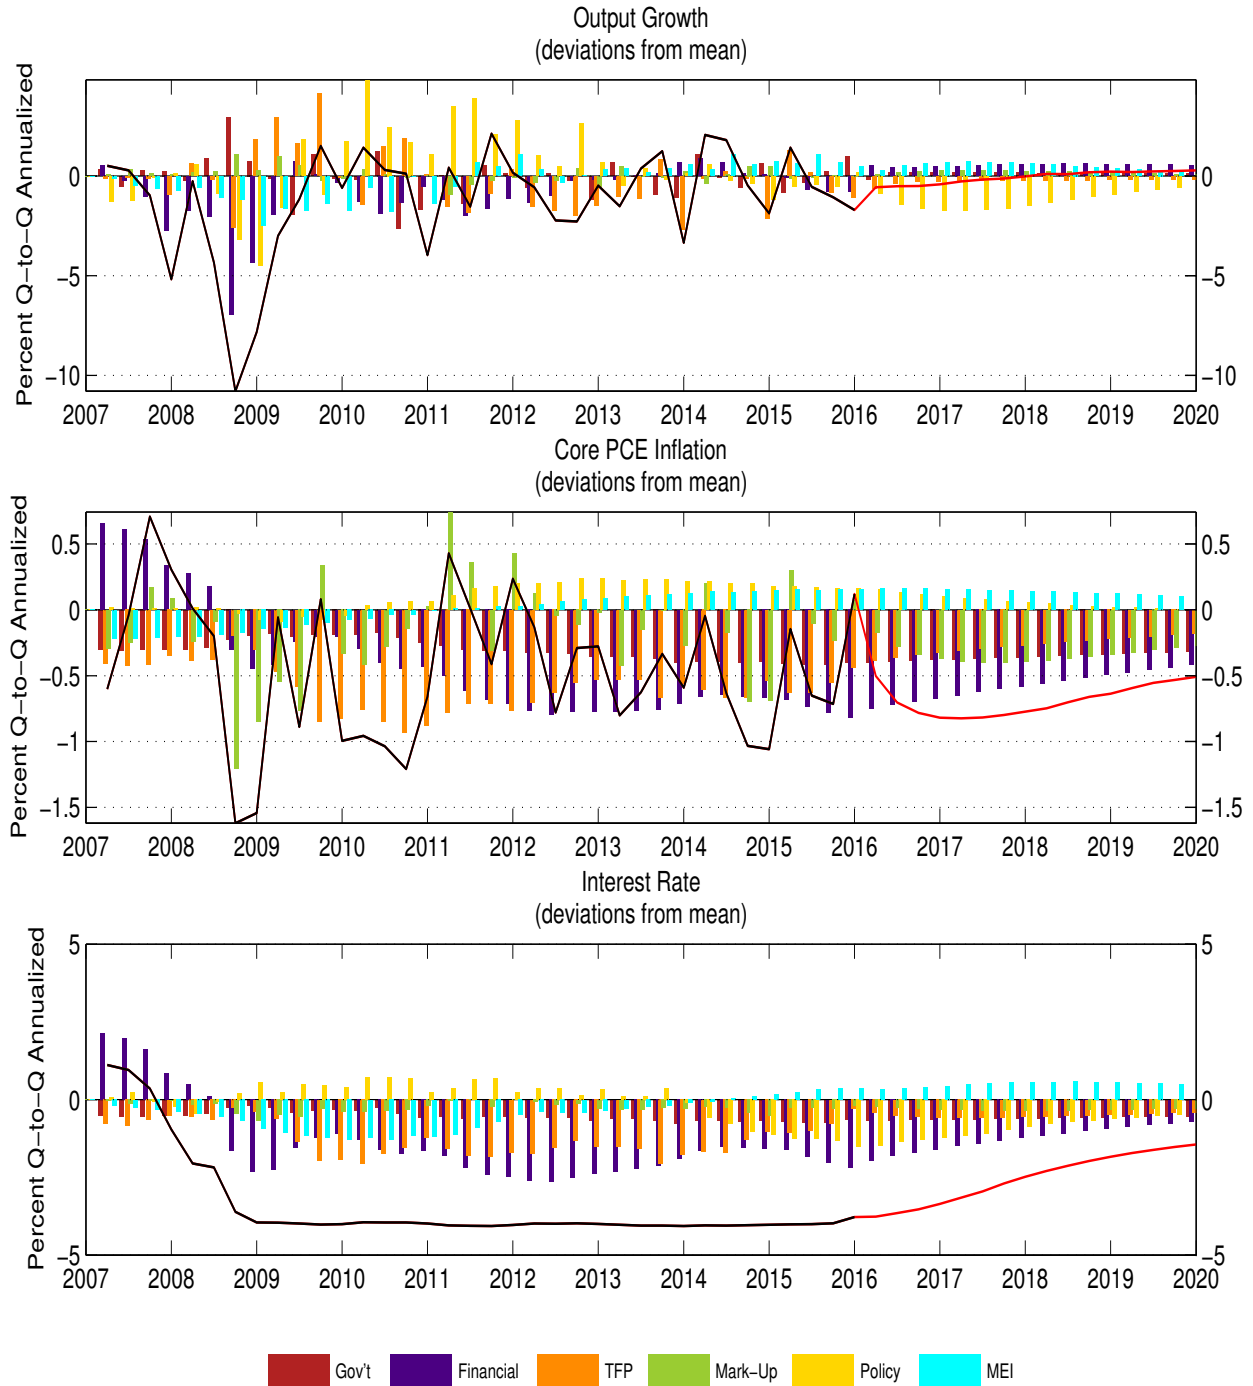 Output Growth
(deviations from mean)
Percent Q−to−Q Annualized
0
−5
−10
0
−5
−10
2007 2008 2009 2010 2011 2012 2013 2014 2015 2016 2017 2018 2019 2020
Core PCE Inflation
(deviations from mean)
Percent Q−to−Q Annualized
0.5
0
−0.5
−1
−1.5
0.5
0
−0.5
−1
−1.5
2007 2008 2009 2010 2011 2012 2013 2014 2015 2016 2017 2018 2019 2020
Interest Rate
(deviations from mean)
Percent Q−to−Q Annualized
5
0
−5
5
0
−5
2007 2008 2009 2010 2011 2012 2013 2014 2015 2016 2017 2018 2019 2020
Gov't Financial TFP Mark−Up Policy MEI